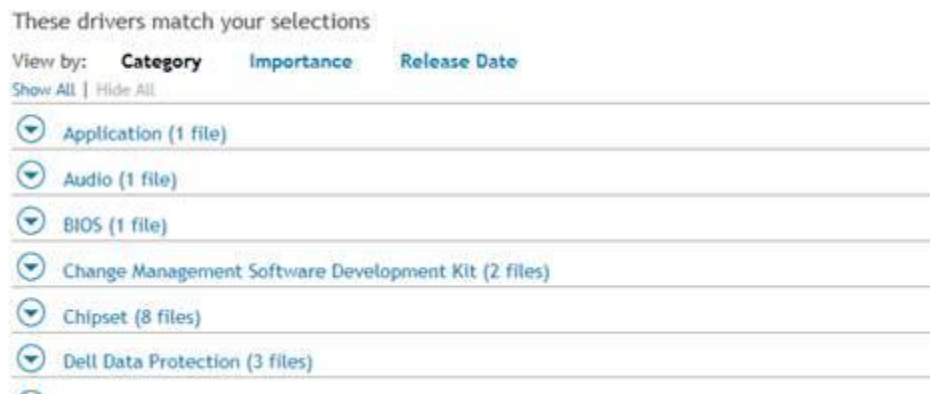 These drivers match your selections
View by: Category Importance Release Date
Show All | Hide All
Application (1 file)
Audio (1 file)
BIOS (1 file)
Change Management Software Development Kit (2 files)
Chipset (8 files)
Dell Data Protection (3 files)